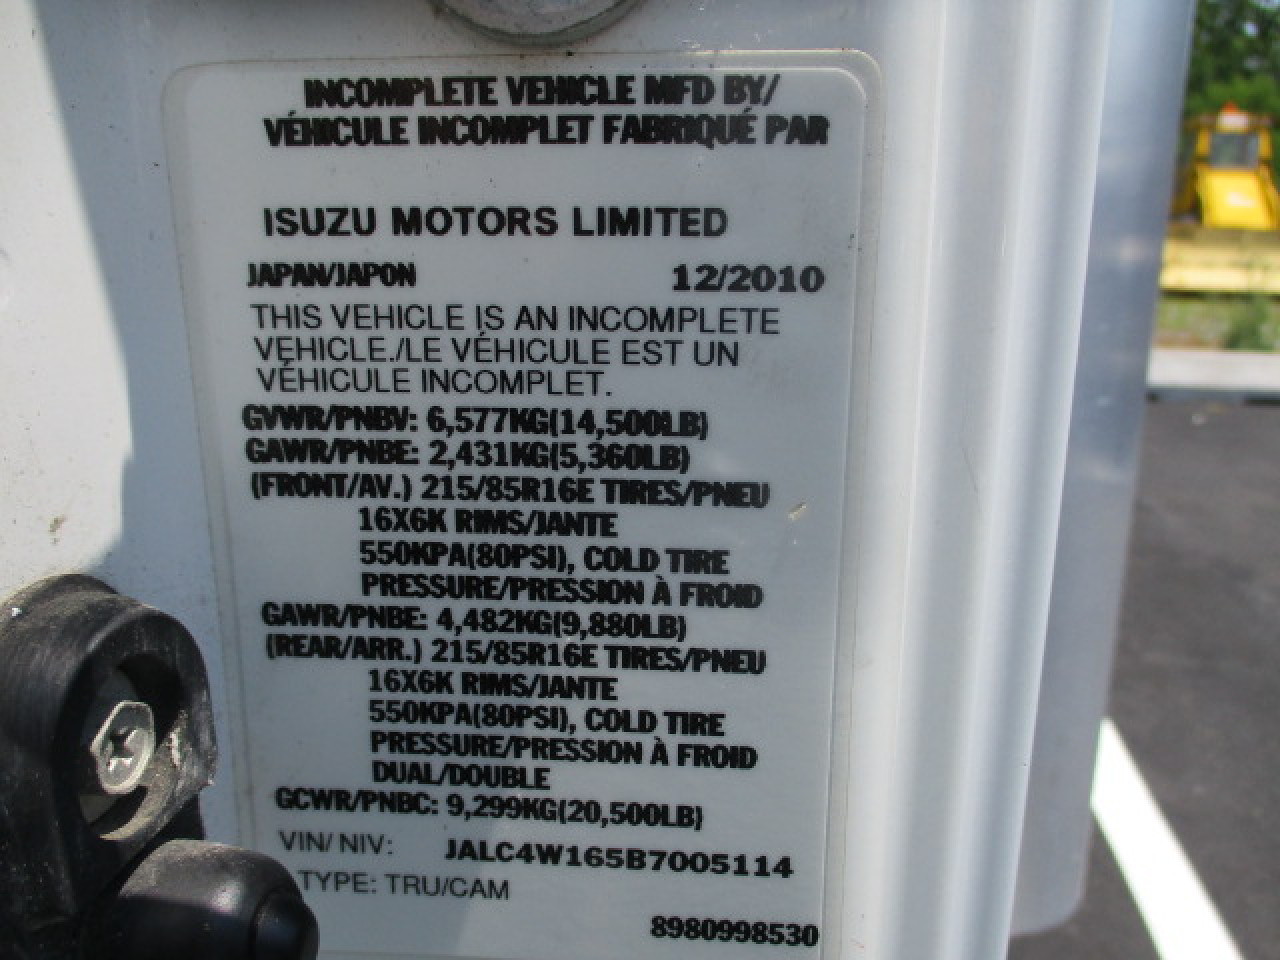 INCOMPLETE VEHICLE MFD BY/
VÉHICULE INCOMPLET FABRIQUÉ PAR
ISUZU MOTORS LIMITED
JAPAN/JAPON 12/2010
THIS VEHICLE IS AN INCOMPLETE
VEHICLE./LE VÉHICULE EST UN
VÉHICULE INCOMPLET.
GVWR/PNBV: 6,577KG(14,500LB)
GAWR/PNBE: 2,431KG(5,360LB)
(FRONT/AV.) 215/85R16E TIRES/PNEU
16X6K RIMS/JANTE
550KPA(80PSI), COLD TIRE
PRESSURE/PRESSION À FROID
GAWR/PNBE: 4,482KG(9,880LB)
(REAR/ARR.) 215/85R16E TIRES/PNEU
16X6K RIMS/JANTE
550KPA(80PSI), COLD TIRE
PRESSURE/PRESSION À FROID
DUAL/DOUBLE
GCWR/PNBC: 9,299KG(20,500LB)
VIN/ NIV: JALC4W165B7005114
TYPE: TRU/CAM
8980998530